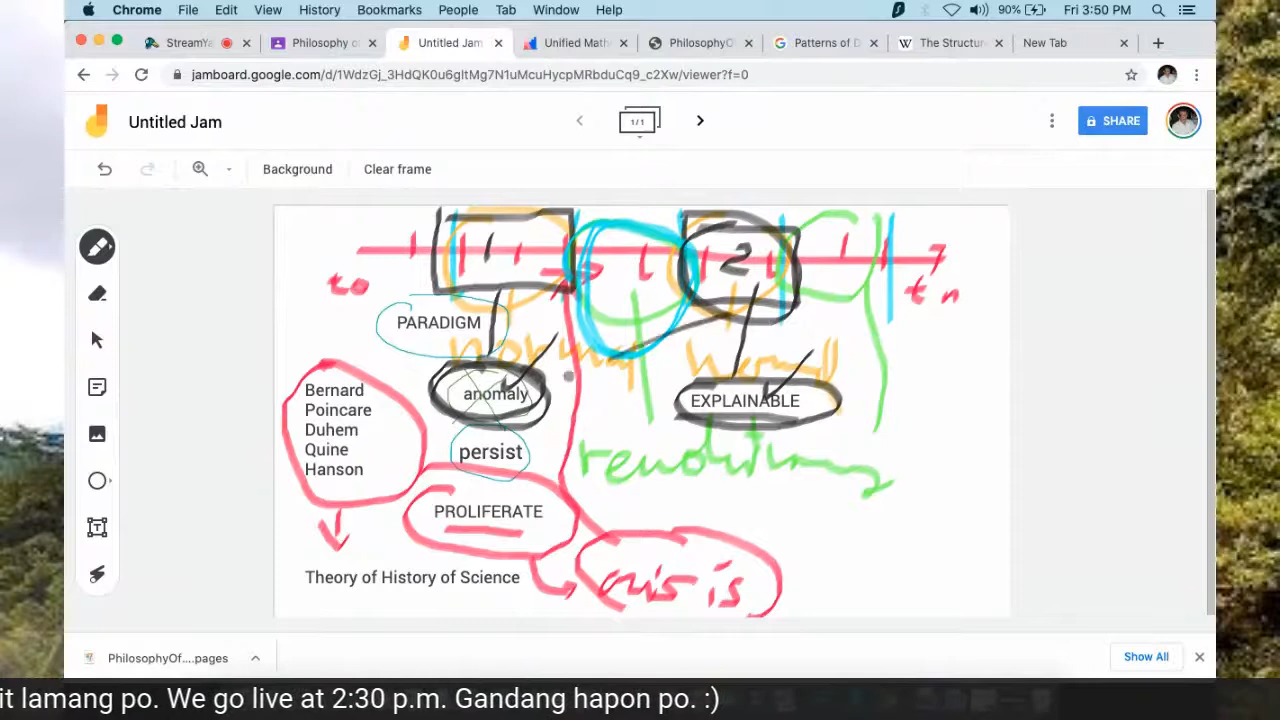 Chrome File Edit View History Bookmarks People Tab Window Help 90% Fri 3:50 PM
StreamYa Philosophy o Untitled Jam Unified Math PhilosophyO Patterns of D The Structur New Tab
jamboard.google.com/d/1WdzGj_3HdQK0u6gltMg7N1uMcuHycpMRbduCq9_c2Xw/viewer?f=0
Untitled Jam
1/1
SHARE
Background Clear frame
1 2
to tn
PARADIGM
normal normal
Bernard
Poincare
Duhem
Quine
Hanson
anomaly
EXPLAINABLE
persist
PROLIFERATE
crisis
Theory of History of Science
PhilosophyOf....pages
Show All
it lamang po. We go live at 2:30 p.m. Gandang hapon po. :)